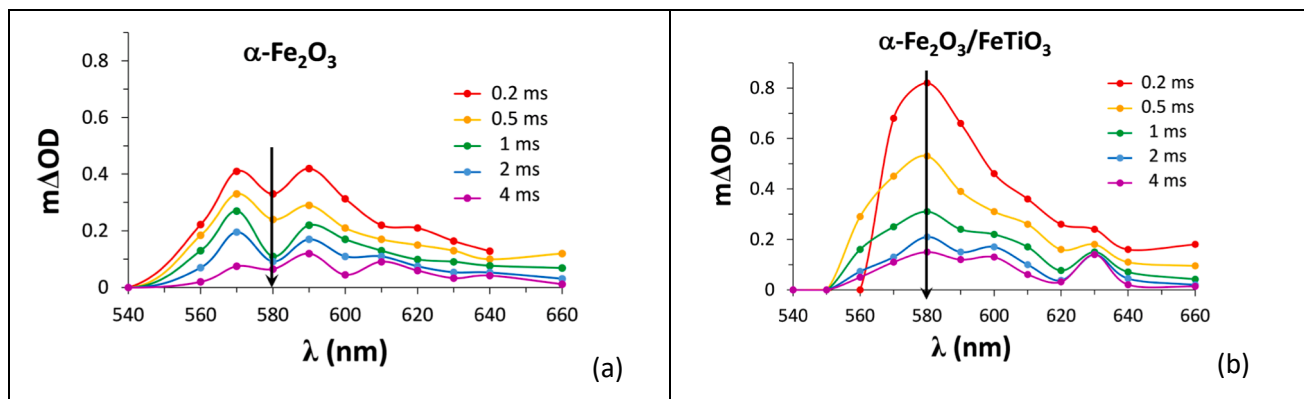 α-Fe₂O₃
0.8
0.6
0.4
0.2
0
mΔOD
0.2 ms
0.5 ms
1 ms
2 ms
4 ms
540 560 580 600 620 640 660
λ (nm)
(a)
α-Fe₂O₃/FeTiO₃
0.8
0.6
0.4
0.2
0
mΔOD
0.2 ms
0.5 ms
1 ms
2 ms
4 ms
540 560 580 600 620 640 660
λ (nm)
(b)